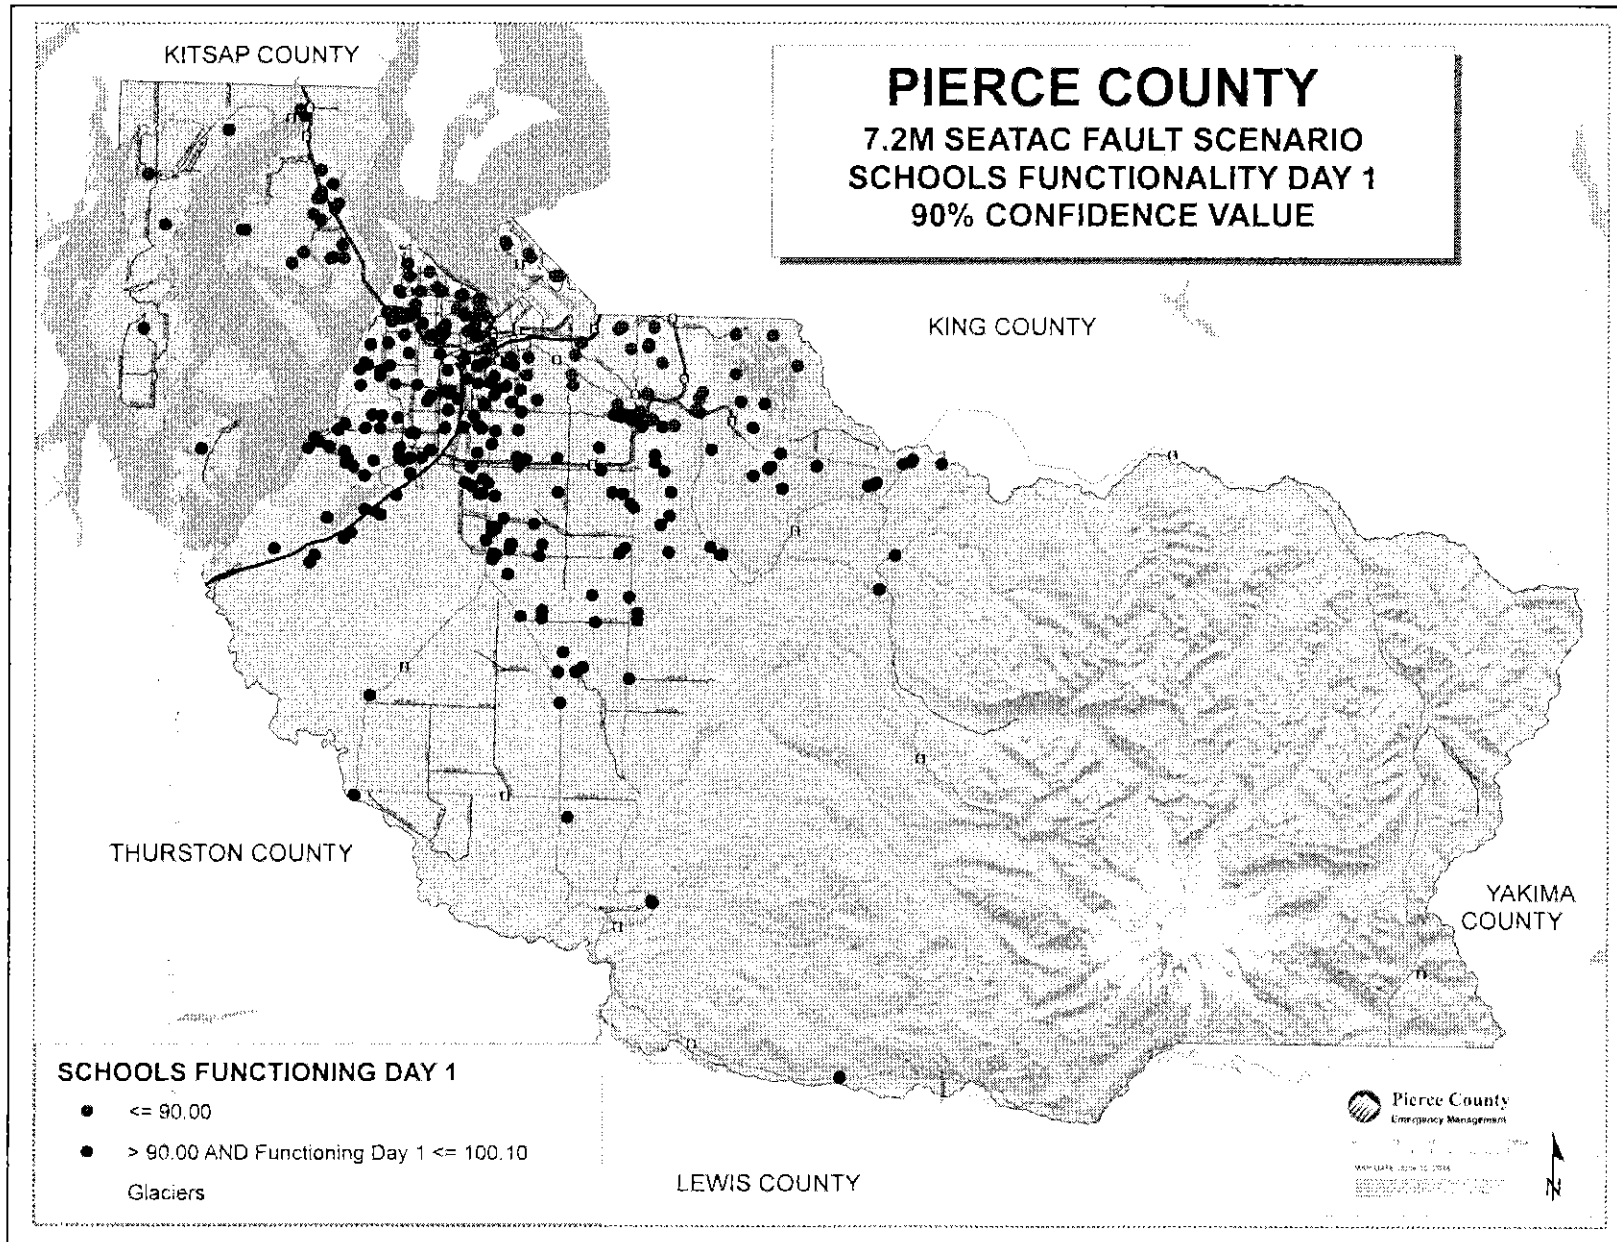 KITSAP COUNTY
PIERCE COUNTY
7.2M SEATAC FAULT SCENARIO
SCHOOLS FUNCTIONALITY DAY 1
90% CONFIDENCE VALUE
KING COUNTY
THURSTON COUNTY
YAKIMA
COUNTY
SCHOOLS FUNCTIONING DAY 1
<= 90.00
> 90.00 AND Functioning Day 1 <= 100.10
Glaciers
LEWIS COUNTY
Pierce County
Emergency Management
MAP DATE
N